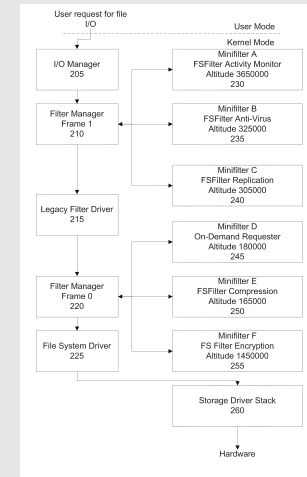 User request for file
I/O
User Mode
Kernel Mode
I/O Manager
205
Minifilter A
FSFilter Activity Monitor
Altitude 3650000
230
Filter Manager
Frame 1
210
Minifilter B
FSFilter Anti-Virus
Altitude 325000
235
Minifilter C
FSFilter Replication
Altitude 305000
240
Legacy Filter Driver
215
Minifilter D
On-Demand Requester
Altitude 180000
245
Filter Manager
Frame 0
220
Minifilter E
FSFilter Compression
Altitude 165000
250
File System Driver
225
Minifilter F
FS Filter Encryption
Altitude 1450000
255
Storage Driver Stack
260
Hardware